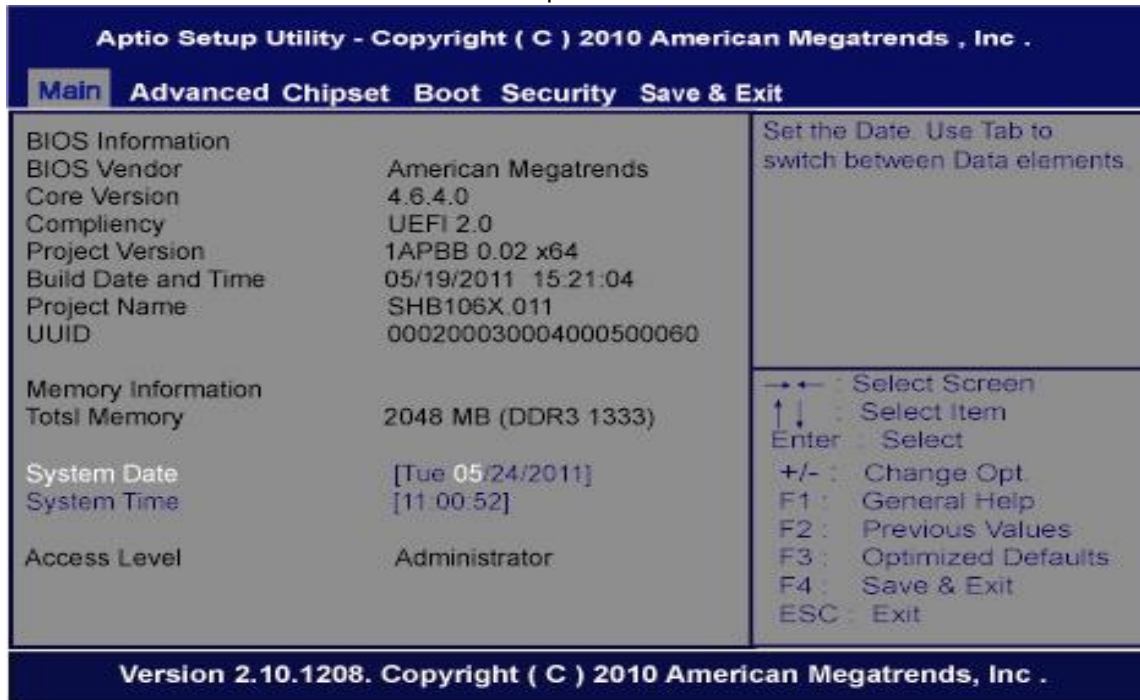 Aptio Setup Utility - Copyright ( C ) 2010 American Megatrends , Inc .
Main Advanced Chipset Boot Security Save & Exit
BIOS Information
BIOS Vendor American Megatrends
Core Version 4.6.4.0
Compliency UEFI 2.0
Project Version 1APBB 0.02 x64
Build Date and Time 05/19/2011 15:21:04
Project Name SHB106X.011
UUID 000200030004000500060
Memory Information
Totsl Memory 2048 MB (DDR3 1333)
System Date [Tue 05/24/2011]
System Time [11:00:52]
Access Level Administrator
Set the Date. Use Tab to
switch between Data elements.
→← : Select Screen
↑↓ : Select Item
Enter : Select
+/- : Change Opt.
F1 : General Help
F2 : Previous Values
F3 : Optimized Defaults
F4 : Save & Exit
ESC : Exit
Version 2.10.1208. Copyright ( C ) 2010 American Megatrends, Inc .